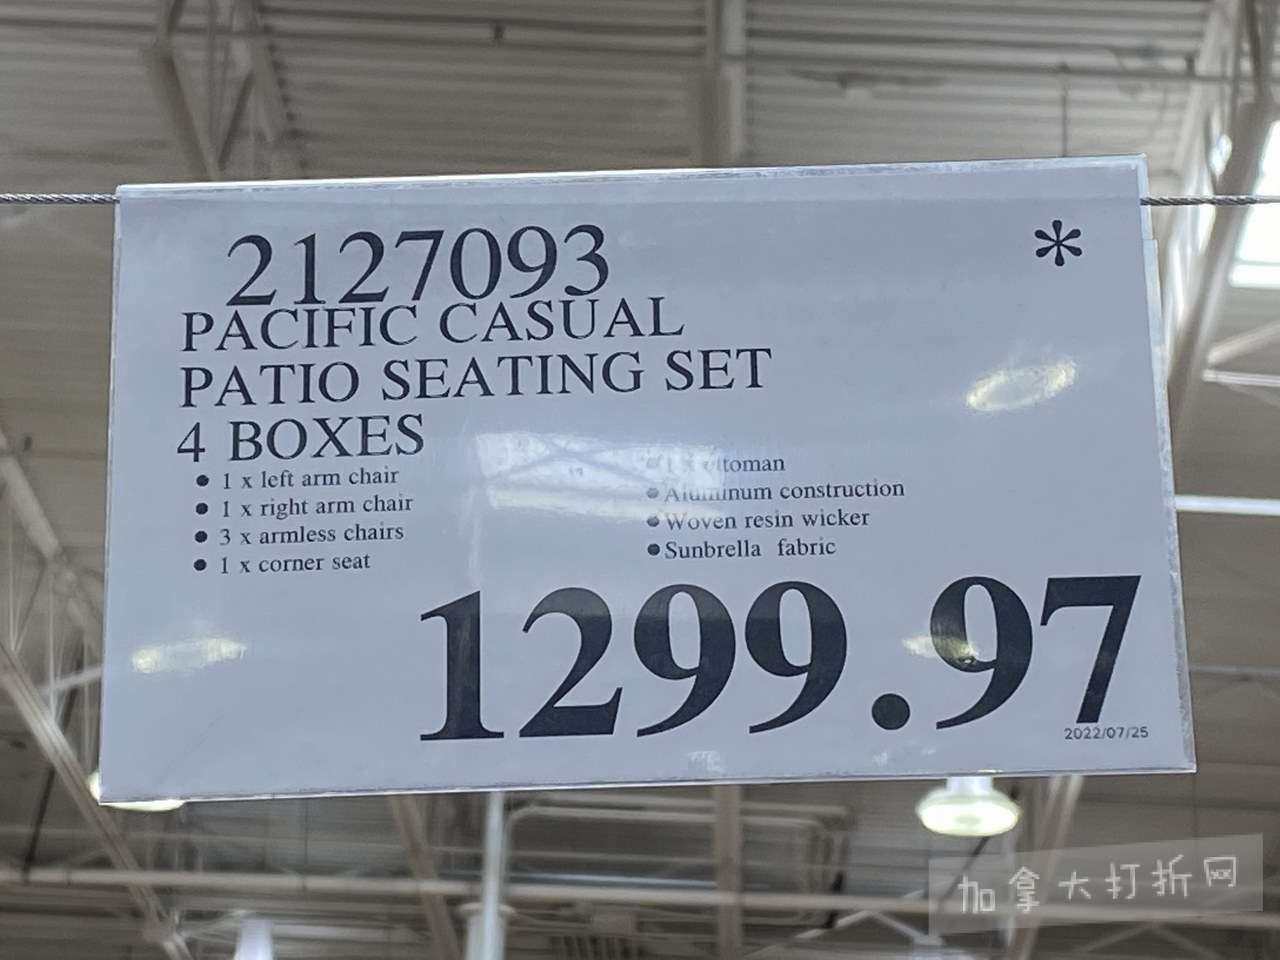 2127093
*
PACIFIC CASUAL
PATIO SEATING SET
4 BOXES
● 1 x left arm chair
● 1 x right arm chair
● 3 x armless chairs
● 1 x corner seat
● 1 x ottoman
● Aluminum construction
● Woven resin wicker
● Sunbrella fabric
1299.97
2022/07/25
加拿大打折网